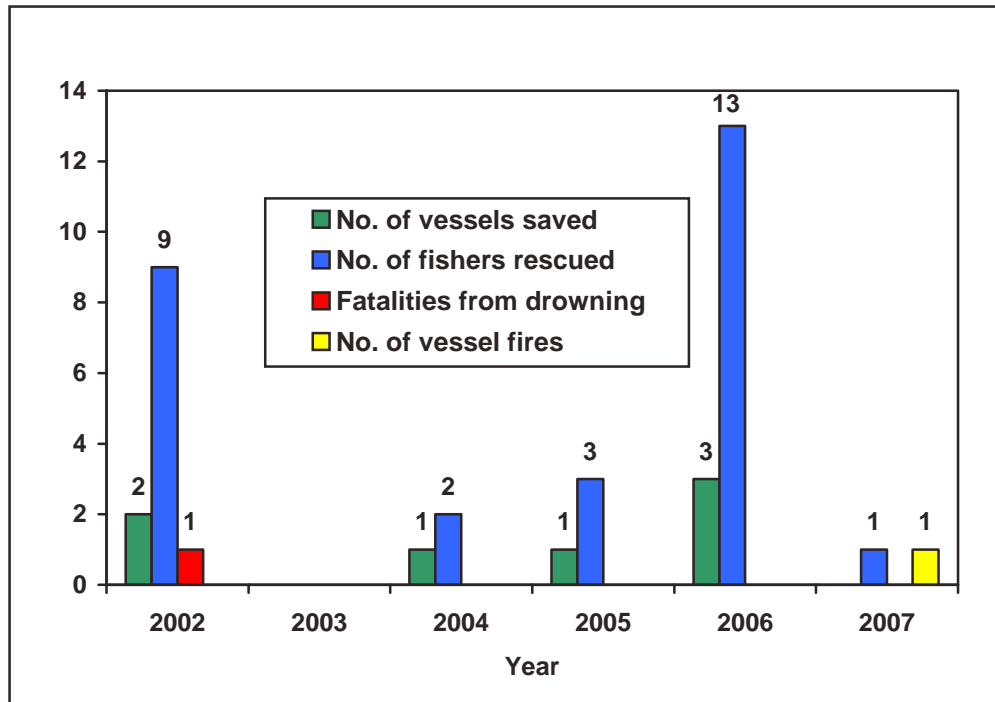 14
12
10
8
6
4
2
0
No. of vessels saved
No. of fishers rescued
Fatalities from drowning
No. of vessel fires
2 9 1
1 2
1 3
3 13
1 1
2002 2003 2004 2005 2006 2007
Year